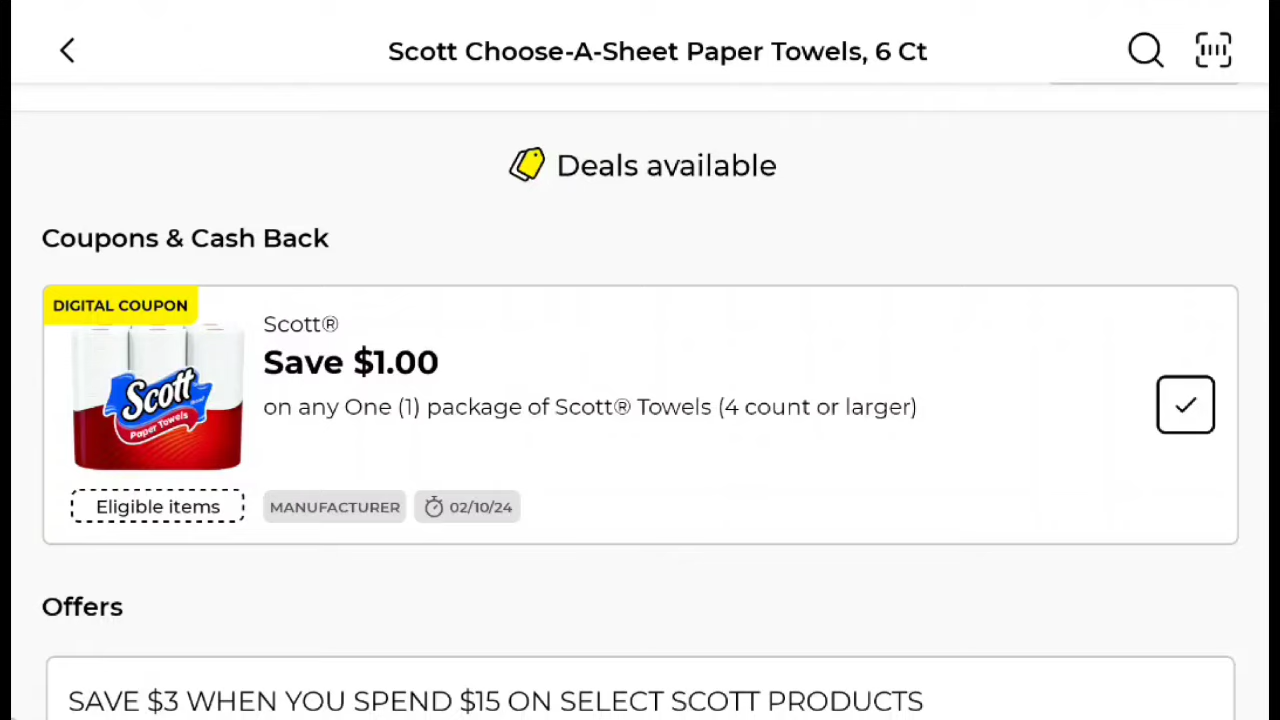 Scott Choose-A-Sheet Paper Towels, 6 Ct
Deals available
Coupons & Cash Back
DIGITAL COUPON
Scott®
Save $1.00
on any One (1) package of Scott® Towels (4 count or larger)
Scott
Paper Towels
Eligible items
MANUFACTURER
02/10/24
Offers
SAVE $3 WHEN YOU SPEND $15 ON SELECT SCOTT PRODUCTS